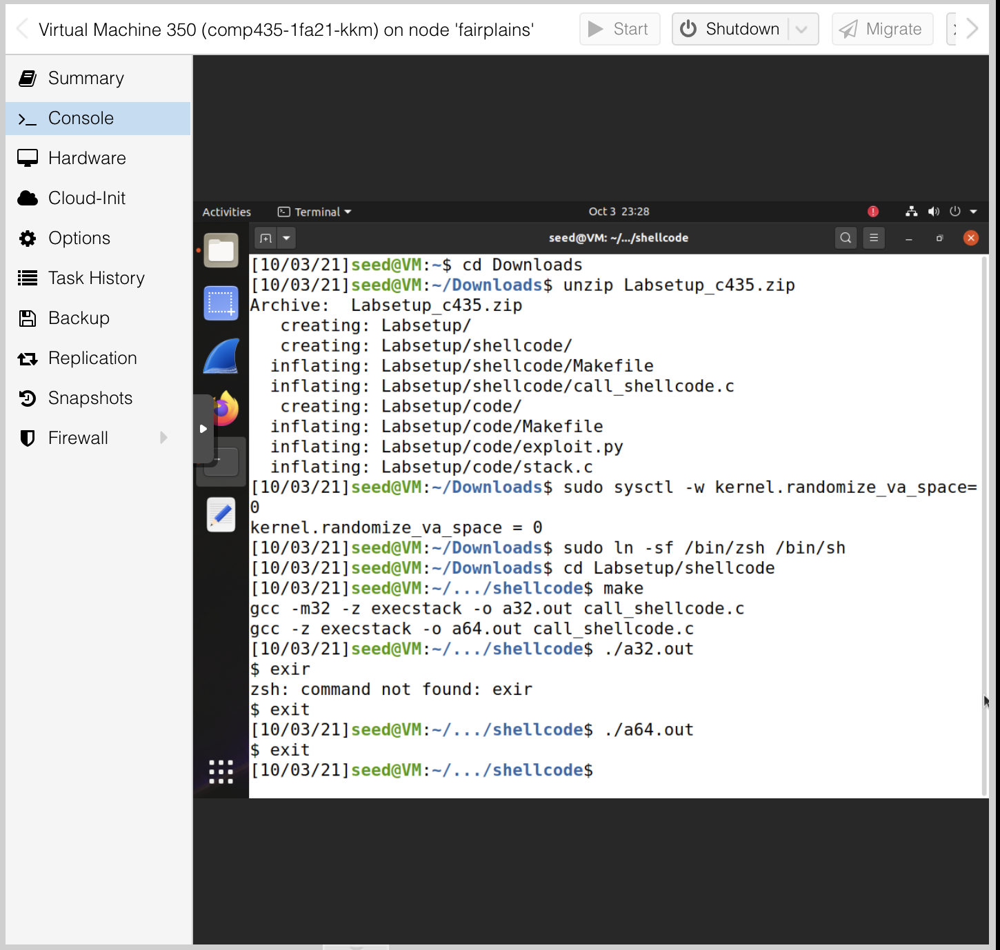 Virtual Machine 350 (comp435-1fa21-kkm) on node 'fairplains'
Start
Shutdown
Migrate
Summary
Console
Hardware
Cloud-Init
Options
Task History
Backup
Replication
Snapshots
Firewall
Activities
Terminal
Oct 3 23:28
seed@VM: ~/.../shellcode
[10/03/21]seed@VM:~$ cd Downloads
[10/03/21]seed@VM:~/Downloads$ unzip Labsetup_c435.zip
Archive:  Labsetup_c435.zip
   creating: Labsetup/
   creating: Labsetup/shellcode/
  inflating: Labsetup/shellcode/Makefile
  inflating: Labsetup/shellcode/call_shellcode.c
   creating: Labsetup/code/
  inflating: Labsetup/code/Makefile
  inflating: Labsetup/code/exploit.py
  inflating: Labsetup/code/stack.c
[10/03/21]seed@VM:~/Downloads$ sudo sysctl -w kernel.randomize_va_space=
0
kernel.randomize_va_space = 0
[10/03/21]seed@VM:~/Downloads$ sudo ln -sf /bin/zsh /bin/sh
[10/03/21]seed@VM:~/Downloads$ cd Labsetup/shellcode
[10/03/21]seed@VM:~/.../shellcode$ make
gcc -m32 -z execstack -o a32.out call_shellcode.c
gcc -z execstack -o a64.out call_shellcode.c
[10/03/21]seed@VM:~/.../shellcode$ ./a32.out
$ exir
zsh: command not found: exir
$ exit
[10/03/21]seed@VM:~/.../shellcode$ ./a64.out
$ exit
[10/03/21]seed@VM:~/.../shellcode$